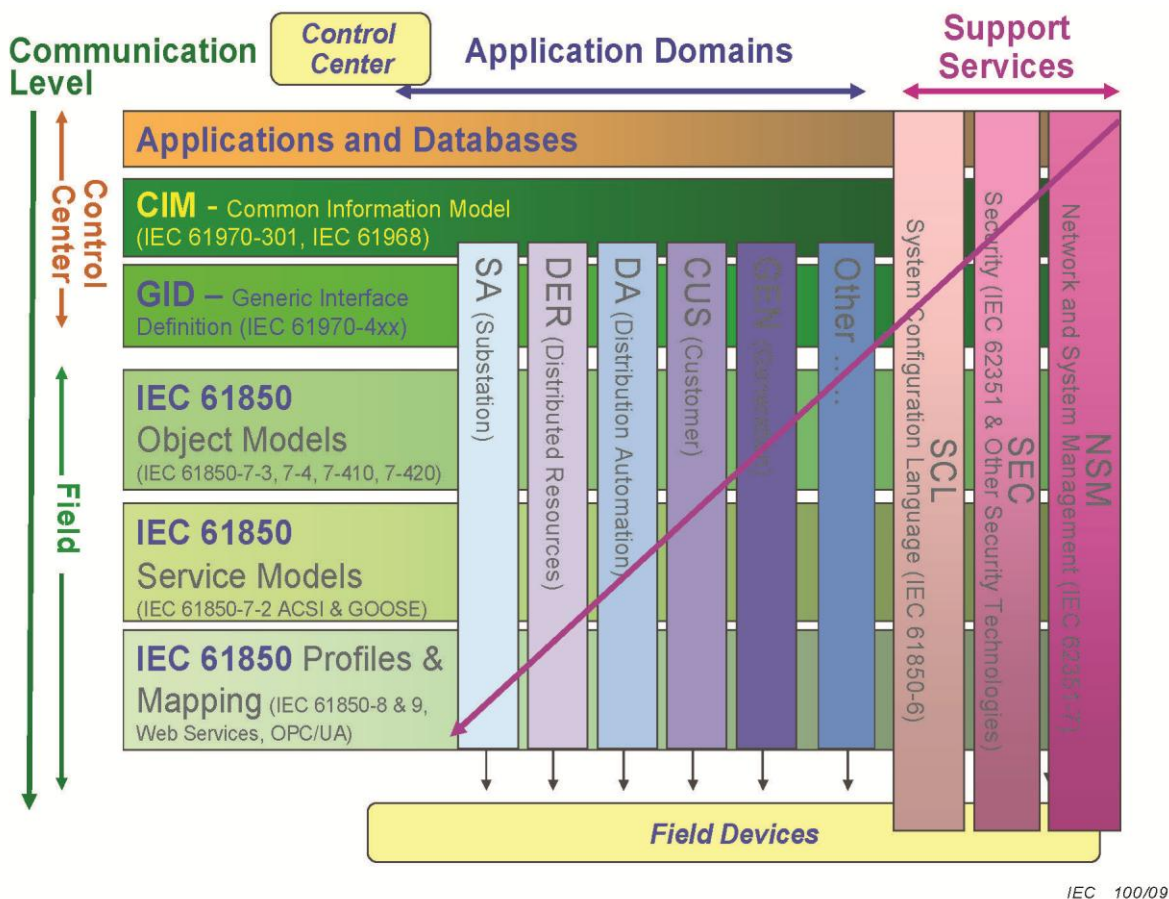 Communication
Level
Control
Center
Application Domains
Support
Services
Control
Center
Field
Applications and Databases
CIM - Common Information Model
(IEC 61970-301, IEC 61968)
GID – Generic Interface
Definition (IEC 61970-4xx)
IEC 61850
Object Models
(IEC 61850-7-3, 7-4, 7-410, 7-420)
IEC 61850
Service Models
(IEC 61850-7-2 ACSI & GOOSE)
IEC 61850 Profiles &
Mapping (IEC 61850-8 & 9,
Web Services, OPC/UA)
SA (Substation)
DER (Distributed Resources)
DA (Distribution Automation)
CUS (Customer)
GEN (Generation)
Other ......
SCL
System Configuration Language (IEC 61850-6)
SEC
Security (IEC 62351 & Other Security Technologies)
NSM
Network and System Management (IEC 62351-7)
Field Devices
IEC 100/09